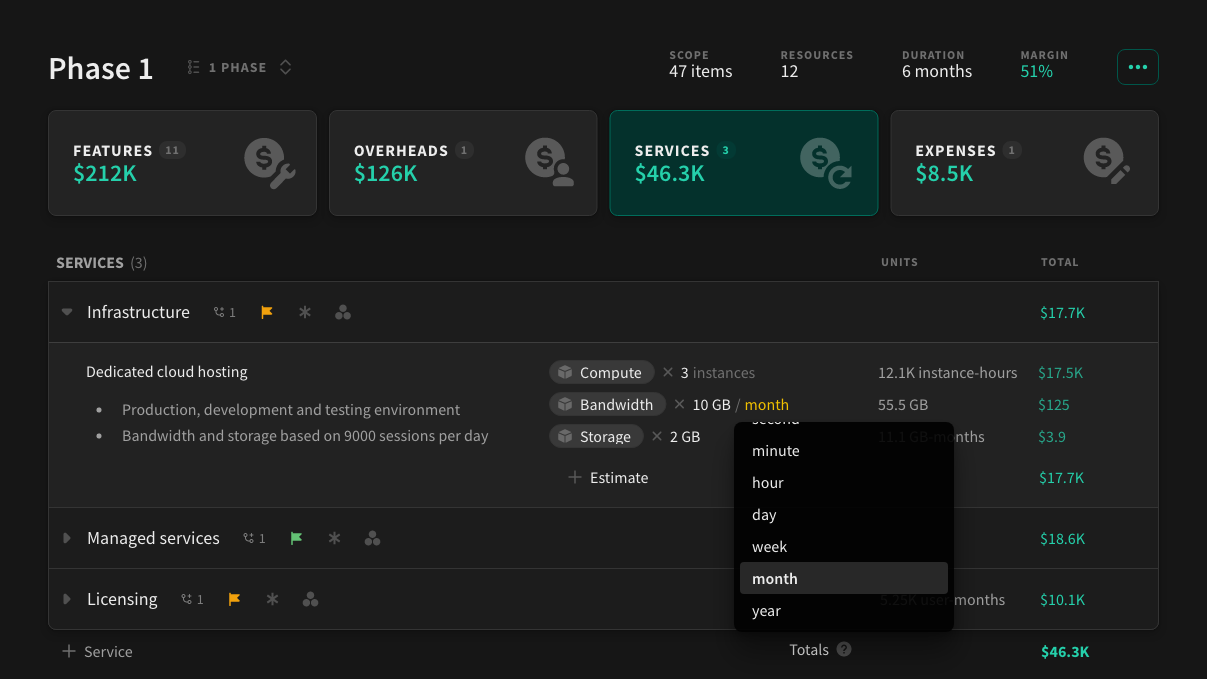 Phase 1
1 PHASE
SCOPE
47 items
RESOURCES
12
DURATION
6 months
MARGIN
51%
FEATURES 11
$212K
OVERHEADS 1
$126K
SERVICES 3
$46.3K
EXPENSES 1
$8.5K
SERVICES (3) UNITS TOTAL
Infrastructure 1 $17.7K
Dedicated cloud hosting Compute × 3 instances 12.1K instance-hours $17.5K
Production, development and testing environment
Bandwidth × 10 GB / month 55.5 GB $125
Bandwidth and storage based on 9000 sessions per day
Storage × 2 GB 11.1 GB-months $3.9
+ Estimate $17.7K
second
minute
hour
day
week
month
year
Managed services 1 $18.6K
Licensing 1 5.25K user-months $10.1K
+ Service Totals ? $46.3K